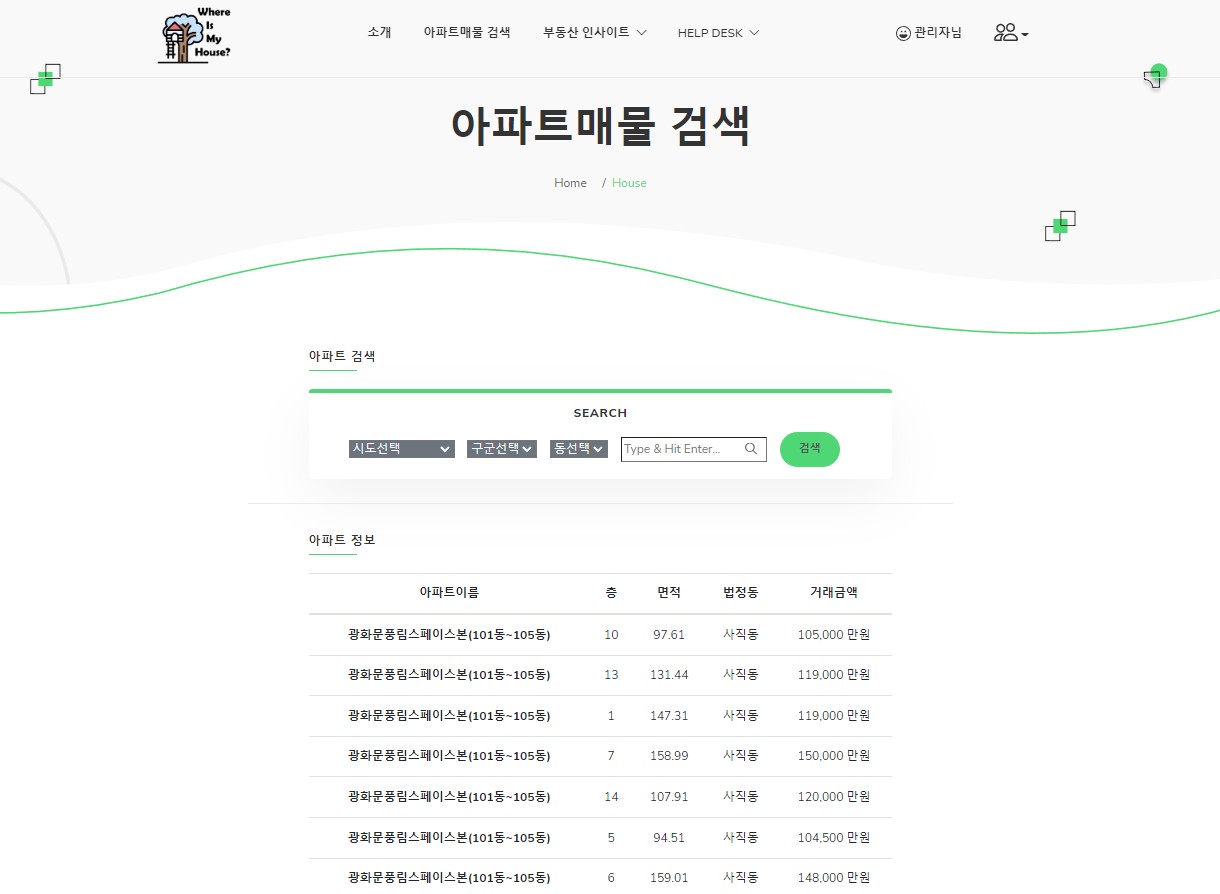 Where
Is
My
House?
소개 아파트매물 검색 부동산 인사이트 HELP DESK 관리자님
아파트매물 검색
Home / House
아파트 검색
SEARCH
시도선택 구군선택 동선택 Type & Hit Enter... 검색
아파트 정보
아파트이름 층 면적 법정동 거래금액
광화문풍림스페이스본(101동~105동) 10 97.61 사직동 105,000 만원
광화문풍림스페이스본(101동~105동) 13 131.44 사직동 119,000 만원
광화문풍림스페이스본(101동~105동) 1 147.31 사직동 119,000 만원
광화문풍림스페이스본(101동~105동) 7 158.99 사직동 150,000 만원
광화문풍림스페이스본(101동~105동) 14 107.91 사직동 120,000 만원
광화문풍림스페이스본(101동~105동) 5 94.51 사직동 104,500 만원
광화문풍림스페이스본(101동~105동) 6 159.01 사직동 148,000 만원